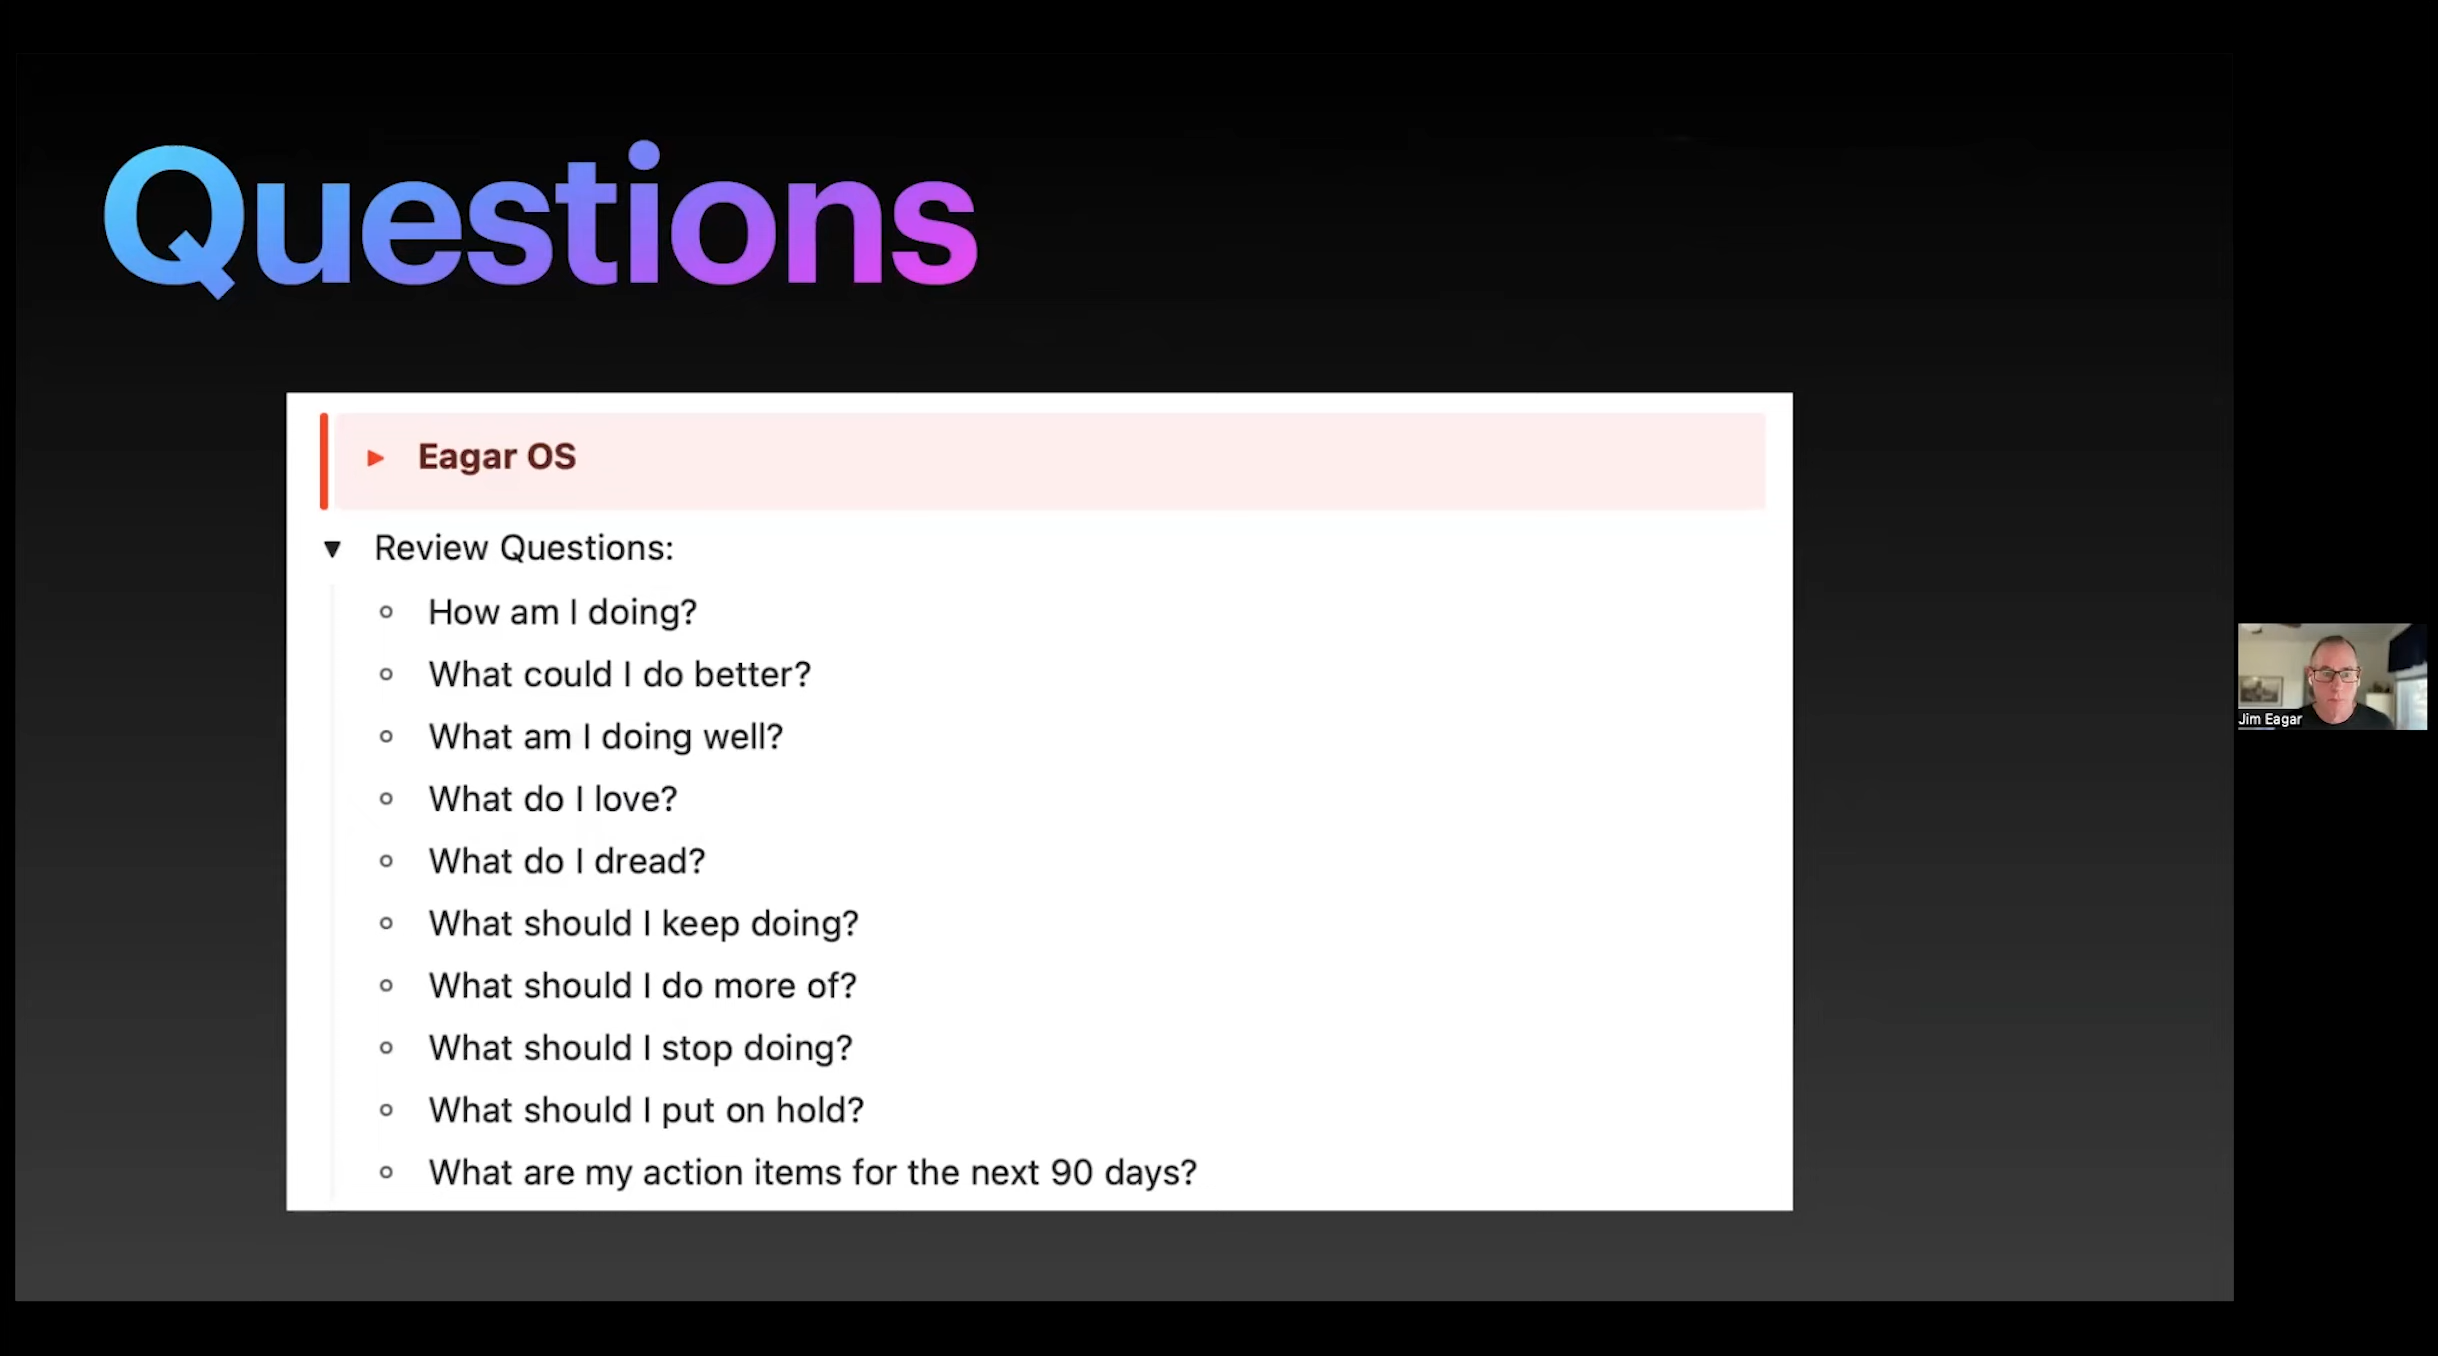 Questions
Eagar OS
Review Questions:
How am I doing?
What could I do better?
What am I doing well?
What do I love?
What do I dread?
What should I keep doing?
What should I do more of?
What should I stop doing?
What should I put on hold?
What are my action items for the next 90 days?
Jim Eagar